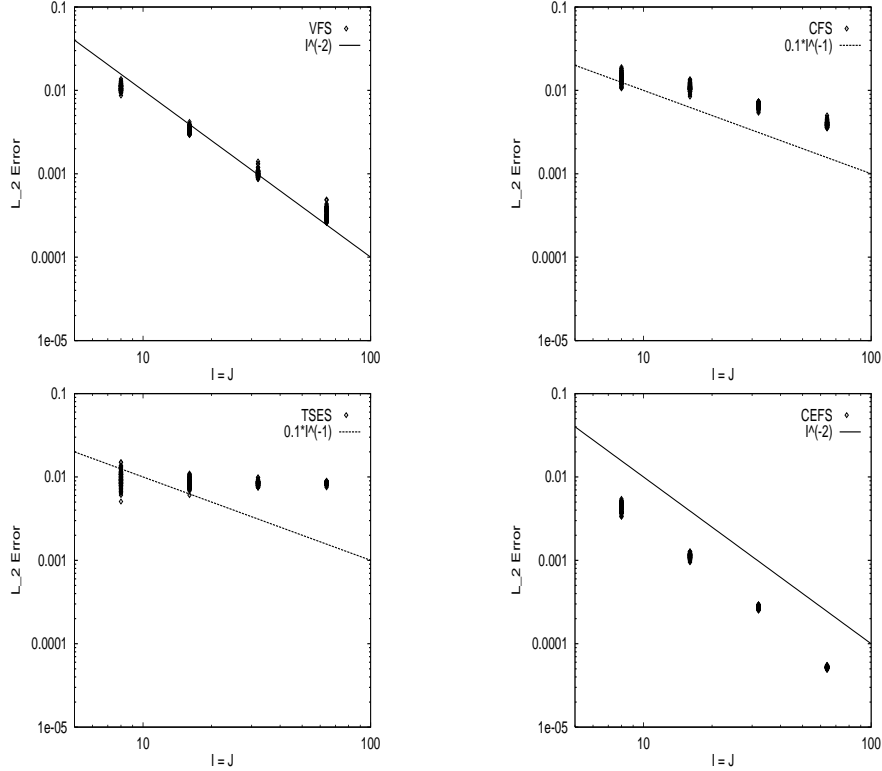 0.1
0.01
0.001
0.0001
1e-05
10
100
L_2 Error
I = J
VFS
I^(-2)
0.1
0.01
0.001
0.0001
1e-05
10
100
L_2 Error
I = J
CFS
0.1*I^(-1)
0.1
0.01
0.001
0.0001
1e-05
10
100
L_2 Error
I = J
TSES
0.1*I^(-1)
0.1
0.01
0.001
0.0001
1e-05
10
100
L_2 Error
I = J
CEFS
I^(-2)